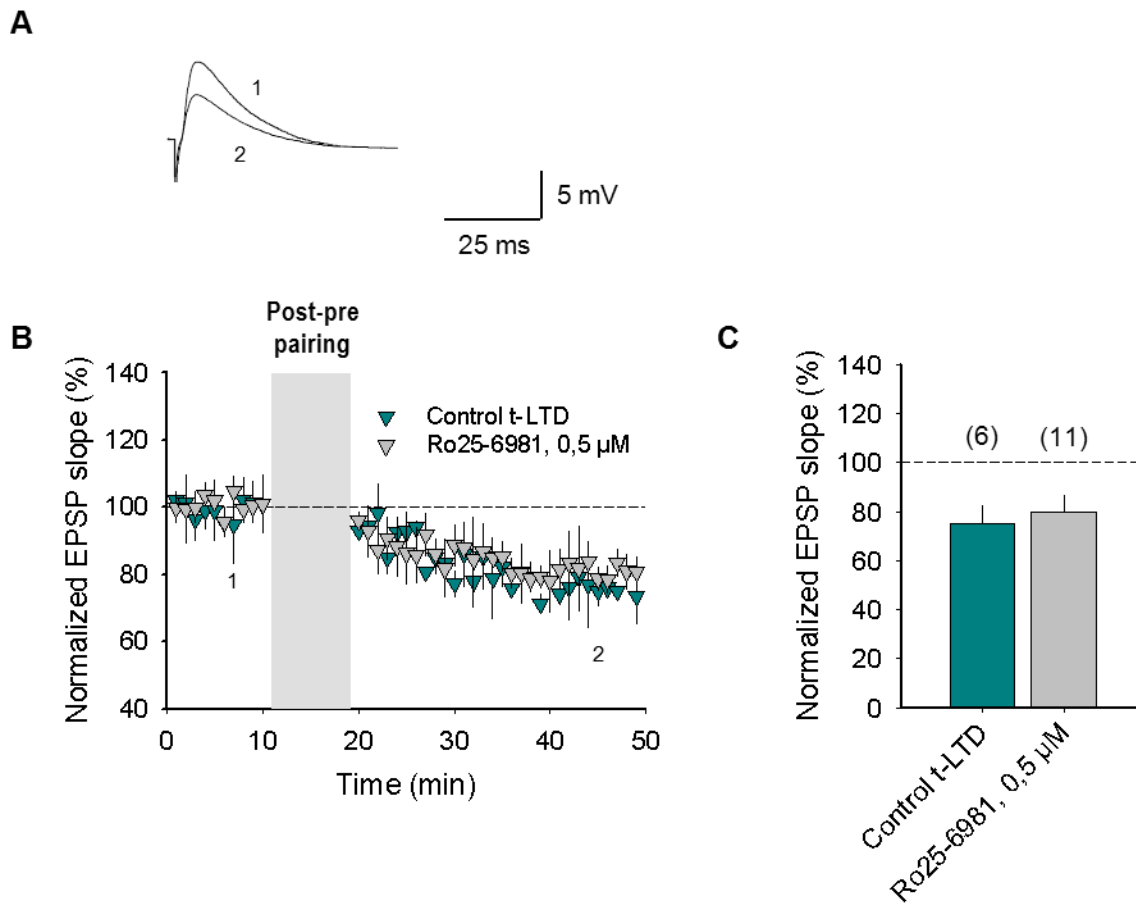 A
1
2
5 mV
25 ms
B
Post-pre
pairing
Normalized EPSP slope (%)
140
120
100
80
60
40
Control t-LTD
Ro25-6981, 0,5 μM
1
2
0
10
20
30
40
50
Time (min)
C
Normalized EPSP slope (%)
140
120
100
80
60
40
20
0
(6)
(11)
Control t-LTD
Ro25-6981, 0,5 μM